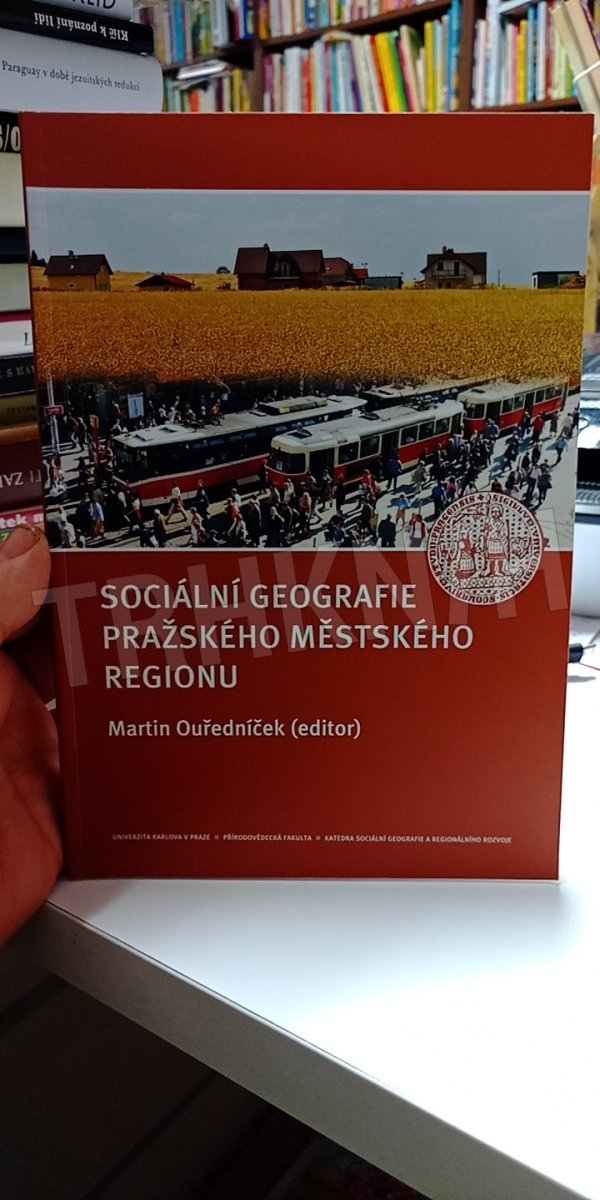 Klíč k poznání lidí
Paraguay v době jezuitských redukcí
SOCIÁLNÍ GEOGRAFIE
PRAŽSKÉHO MĚSTSKÉHO
REGIONU
Martin Ouředníček (editor)
UNIVERZITA KARLOVA V PRAZE ■ PŘÍRODOVĚDECKÁ FAKULTA ■ KATEDRA SOCIÁLNÍ GEOGRAFIE A REGIONÁLNÍHO ROZVOJE
TRHKNIH